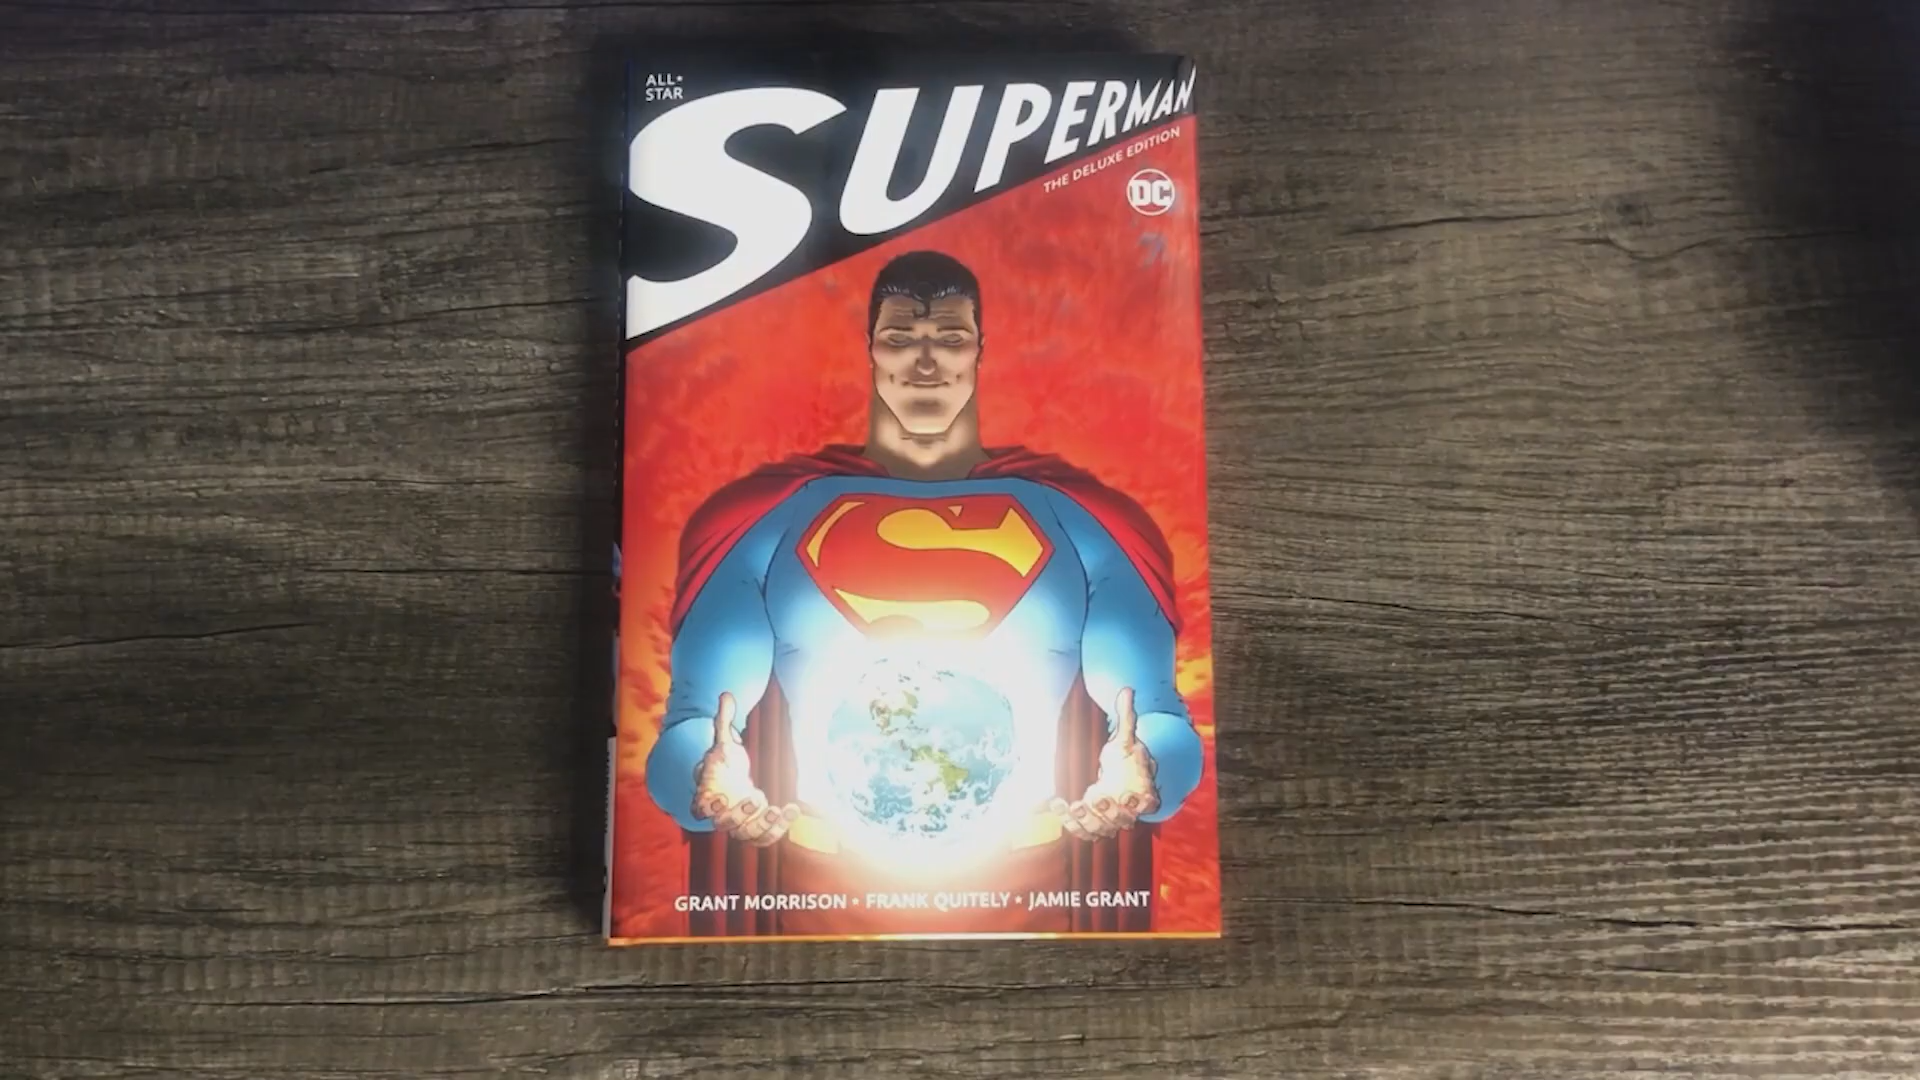 ALL★
STAR
SUPERMAN
THE DELUXE EDITION
DC
GRANT MORRISON ★ FRANK QUITELY ★ JAMIE GRANT